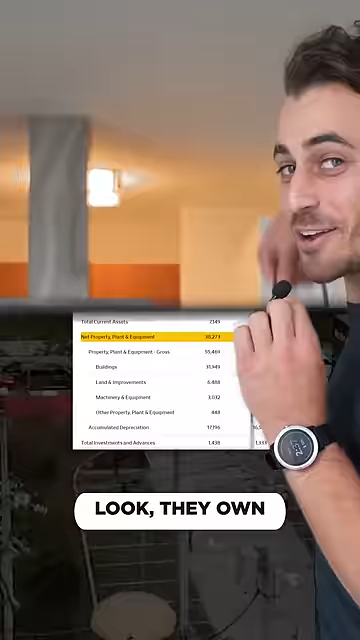 Total Current Assets 7,149
Net Property, Plant & Equipment 38,273
Property, Plant & Equipment - Gross 55,469
Buildings 31,949
Land & Improvements 6,488
Machinery & Equipment 3,032
Other Property, Plant & Equipment 448
Accumulated Depreciation 17,196
Total Investments and Advances 1,438
LOOK, THEY OWN